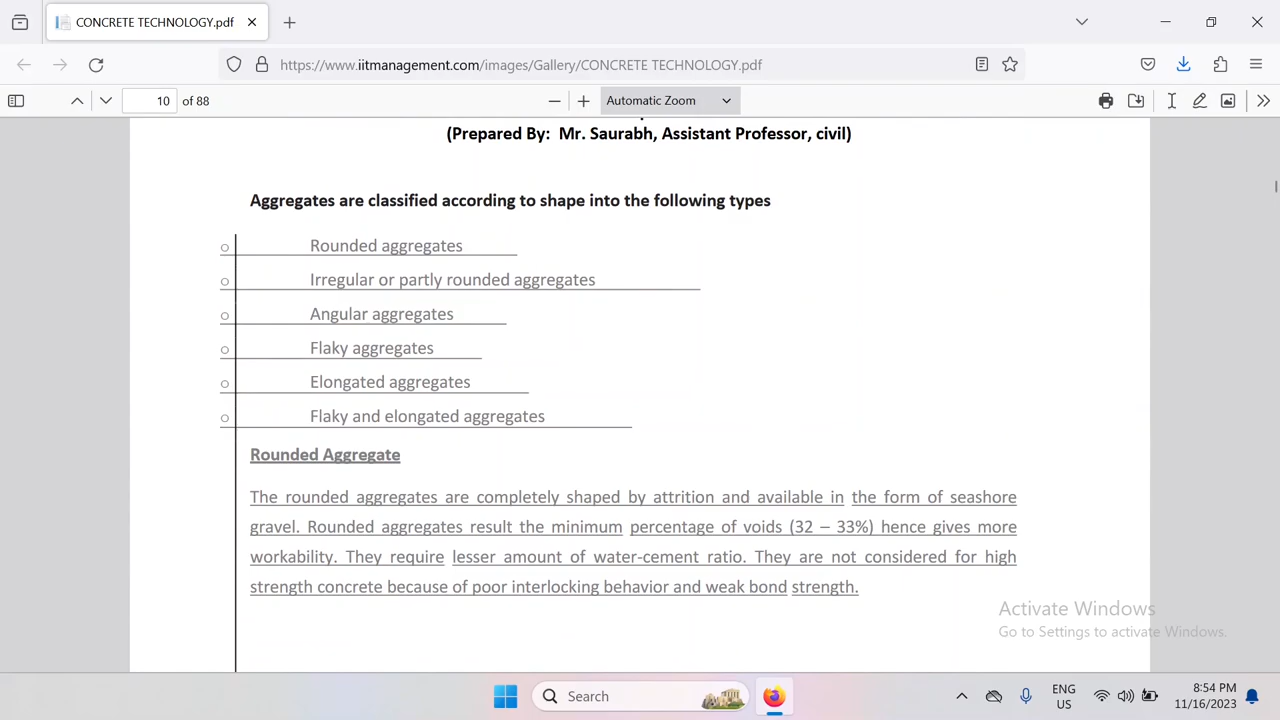 CONCRETE TECHNOLOGY.pdf
https://www.iitmanagement.com/images/Gallery/CONCRETE TECHNOLOGY.pdf
10 of 88
Automatic Zoom
(Prepared By: Mr. Saurabh, Assistant Professor, civil)
Aggregates are classified according to shape into the following types
o Rounded aggregates
o Irregular or partly rounded aggregates
o Angular aggregates
o Flaky aggregates
o Elongated aggregates
o Flaky and elongated aggregates
Rounded Aggregate
The rounded aggregates are completely shaped by attrition and available in the form of seashore
gravel. Rounded aggregates result the minimum percentage of voids (32 – 33%) hence gives more
workability. They require lesser amount of water-cement ratio. They are not considered for high
strength concrete because of poor interlocking behavior and weak bond strength.
Activate Windows
Go to Settings to activate Windows.
Search
ENG
US
8:54 PM
11/16/2023